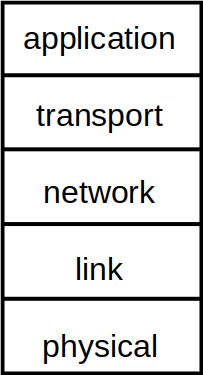 application
transport
network
link
physical